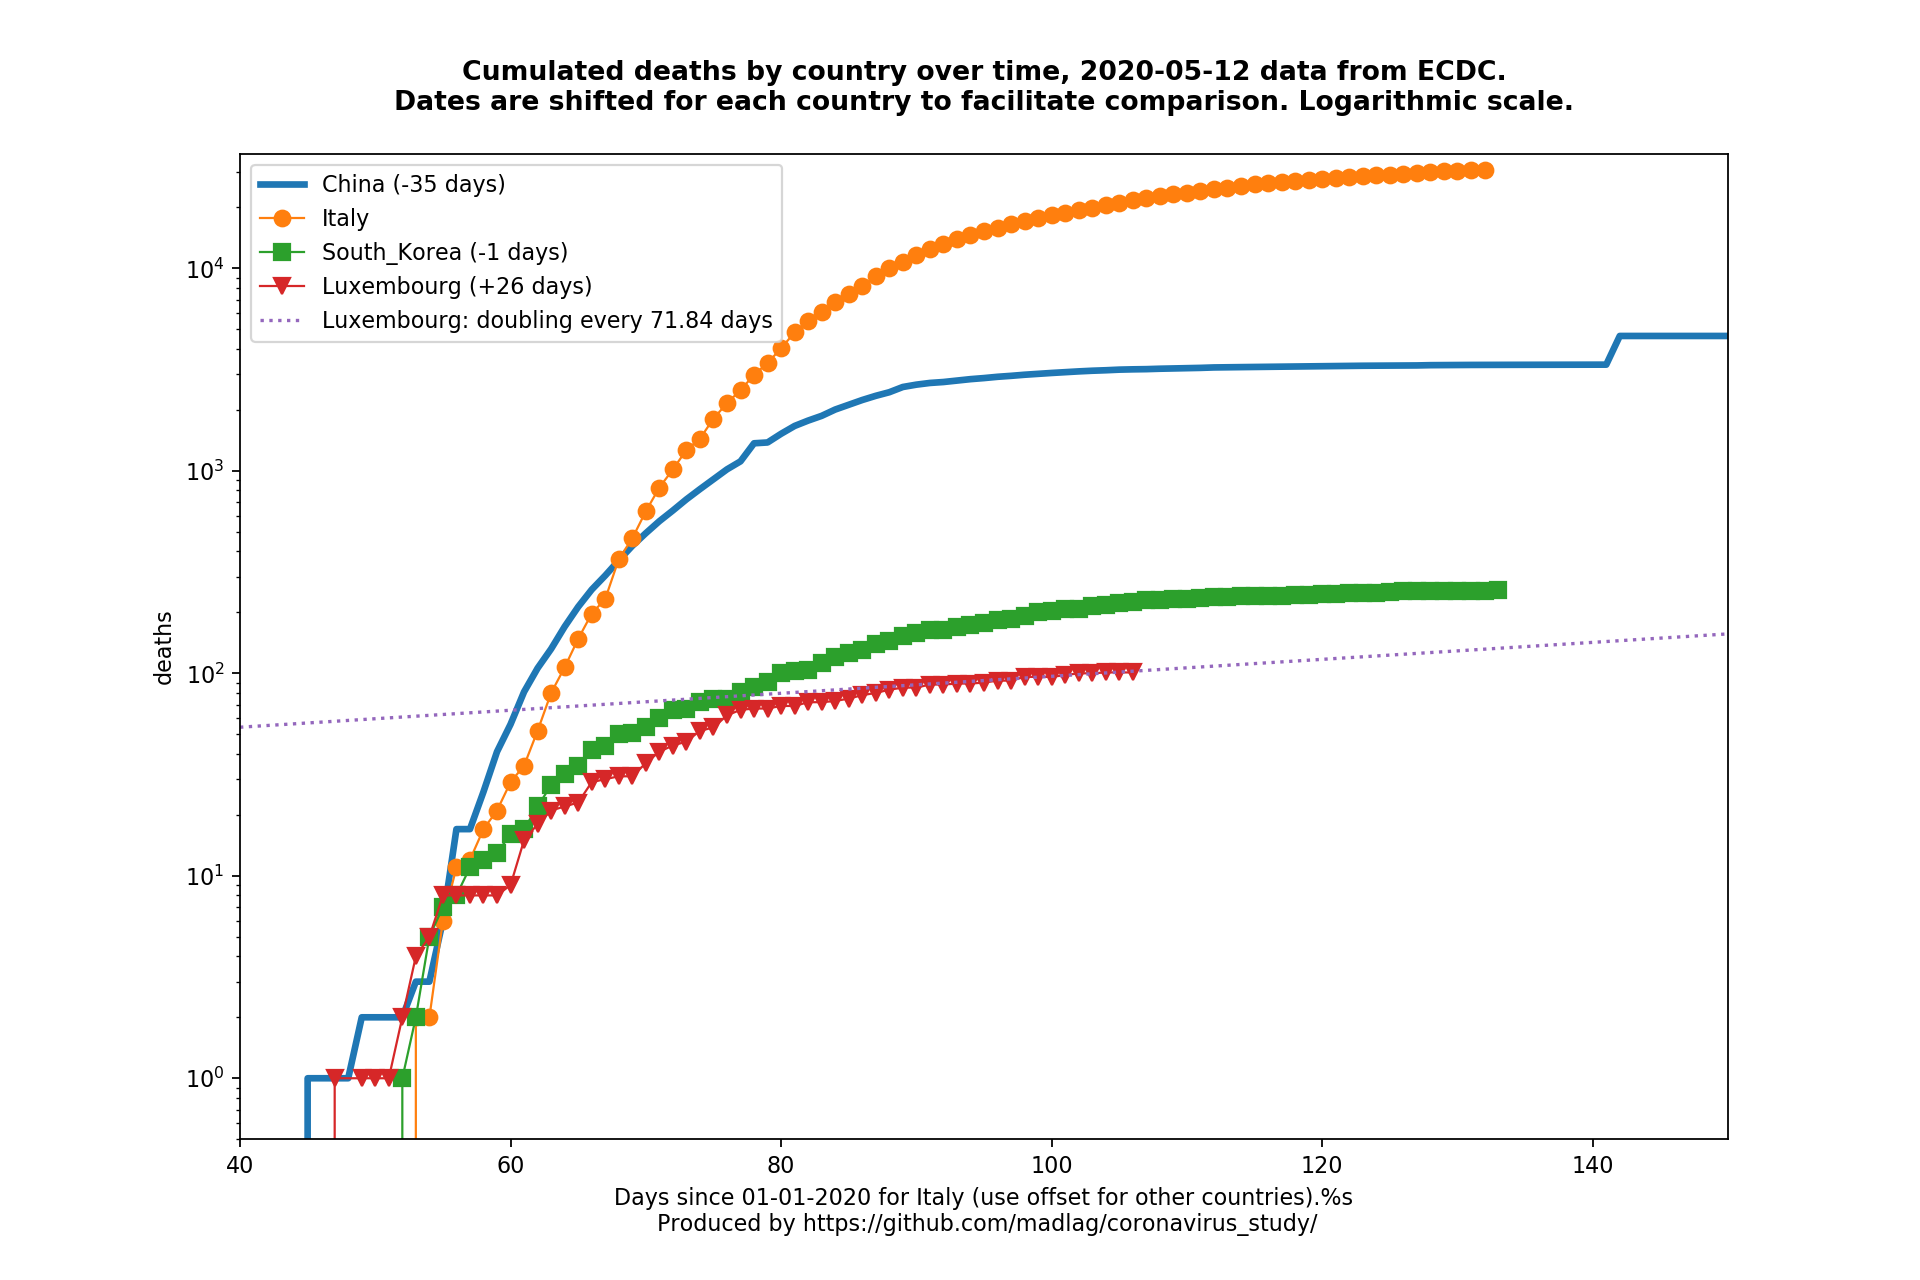 Cumulated deaths by country over time, 2020-05-12 data from ECDC.
Dates are shifted for each country to facilitate comparison. Logarithmic scale.
China (-35 days)
Italy
South_Korea (-1 days)
Luxembourg (+26 days)
Luxembourg: doubling every 71.84 days
deaths
10^4
10^3
10^2
10^1
10^0
40 60 80 100 120 140
Days since 01-01-2020 for Italy (use offset for other countries).%s
Produced by https://github.com/madlag/coronavirus_study/